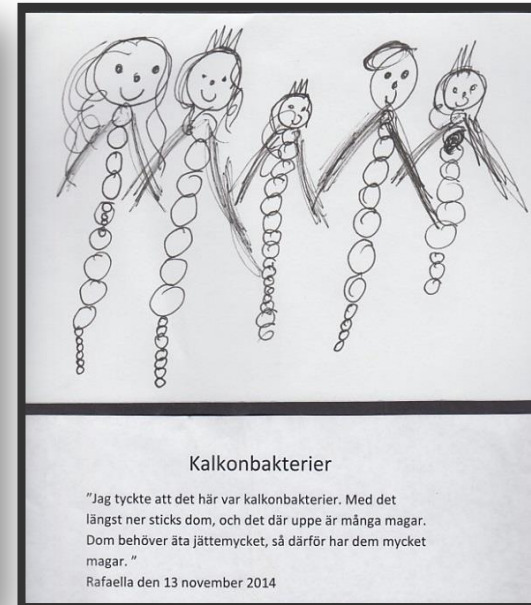 Kalkonbakterier
”Jag tyckte att det här var kalkonbakterier. Med det
längst ner sticks dom, och det där uppe är många magar.
Dom behöver äta jättemycket, så därför har dem mycket
magar. ”
Rafaella den 13 november 2014